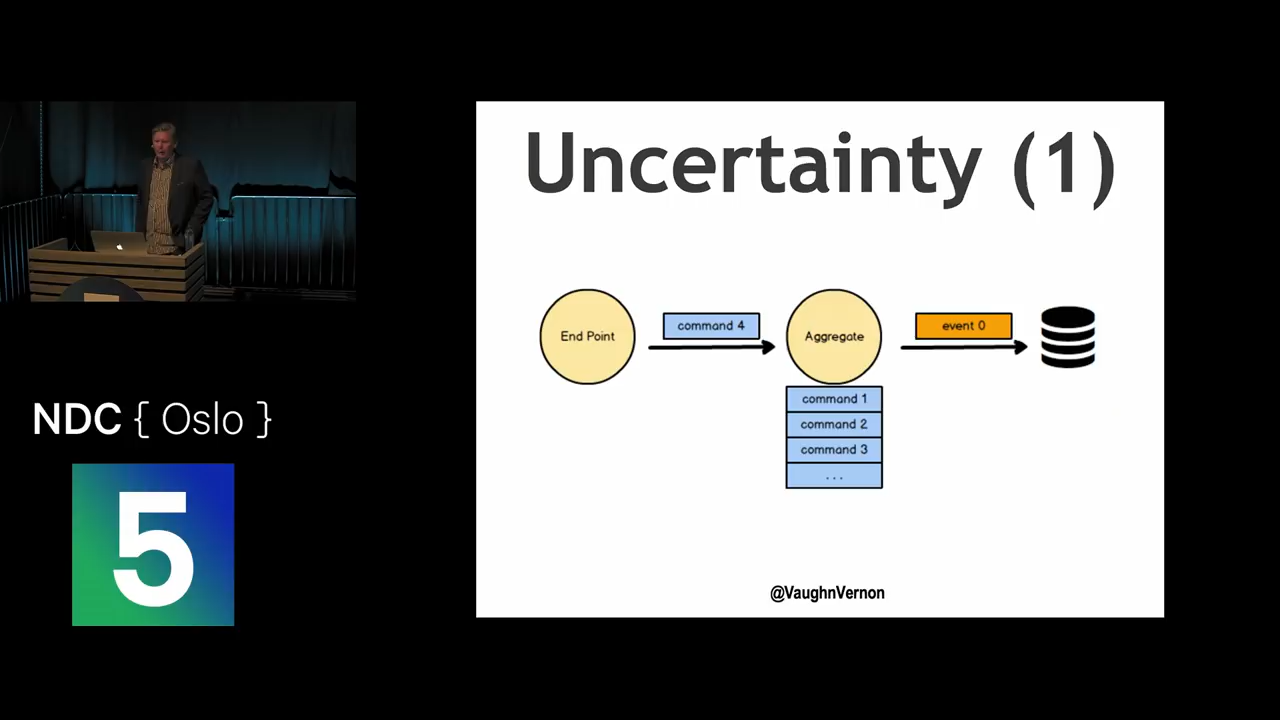 Uncertainty (1)
End Point
command 4
Aggregate
event 0
command 1
command 2
command 3
...
@VaughnVernon
NDC { Oslo }
5